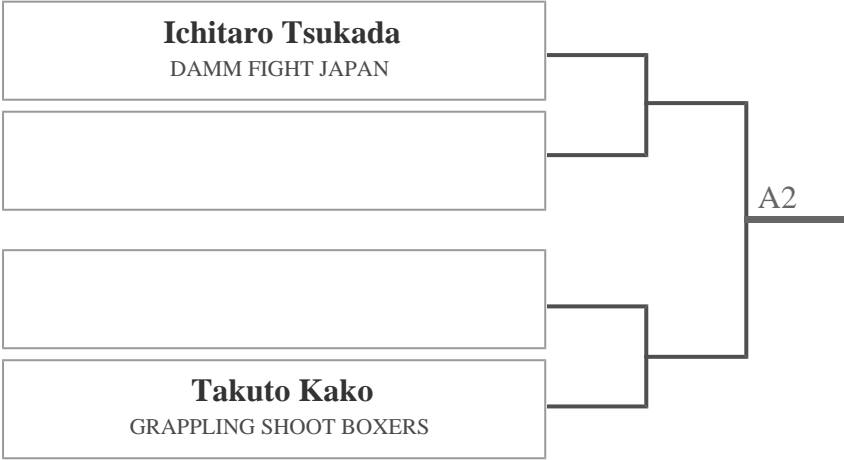 Ichitaro Tsukada
DAMM FIGHT JAPAN
A2
Takuto Kako
GRAPPLING SHOOT BOXERS